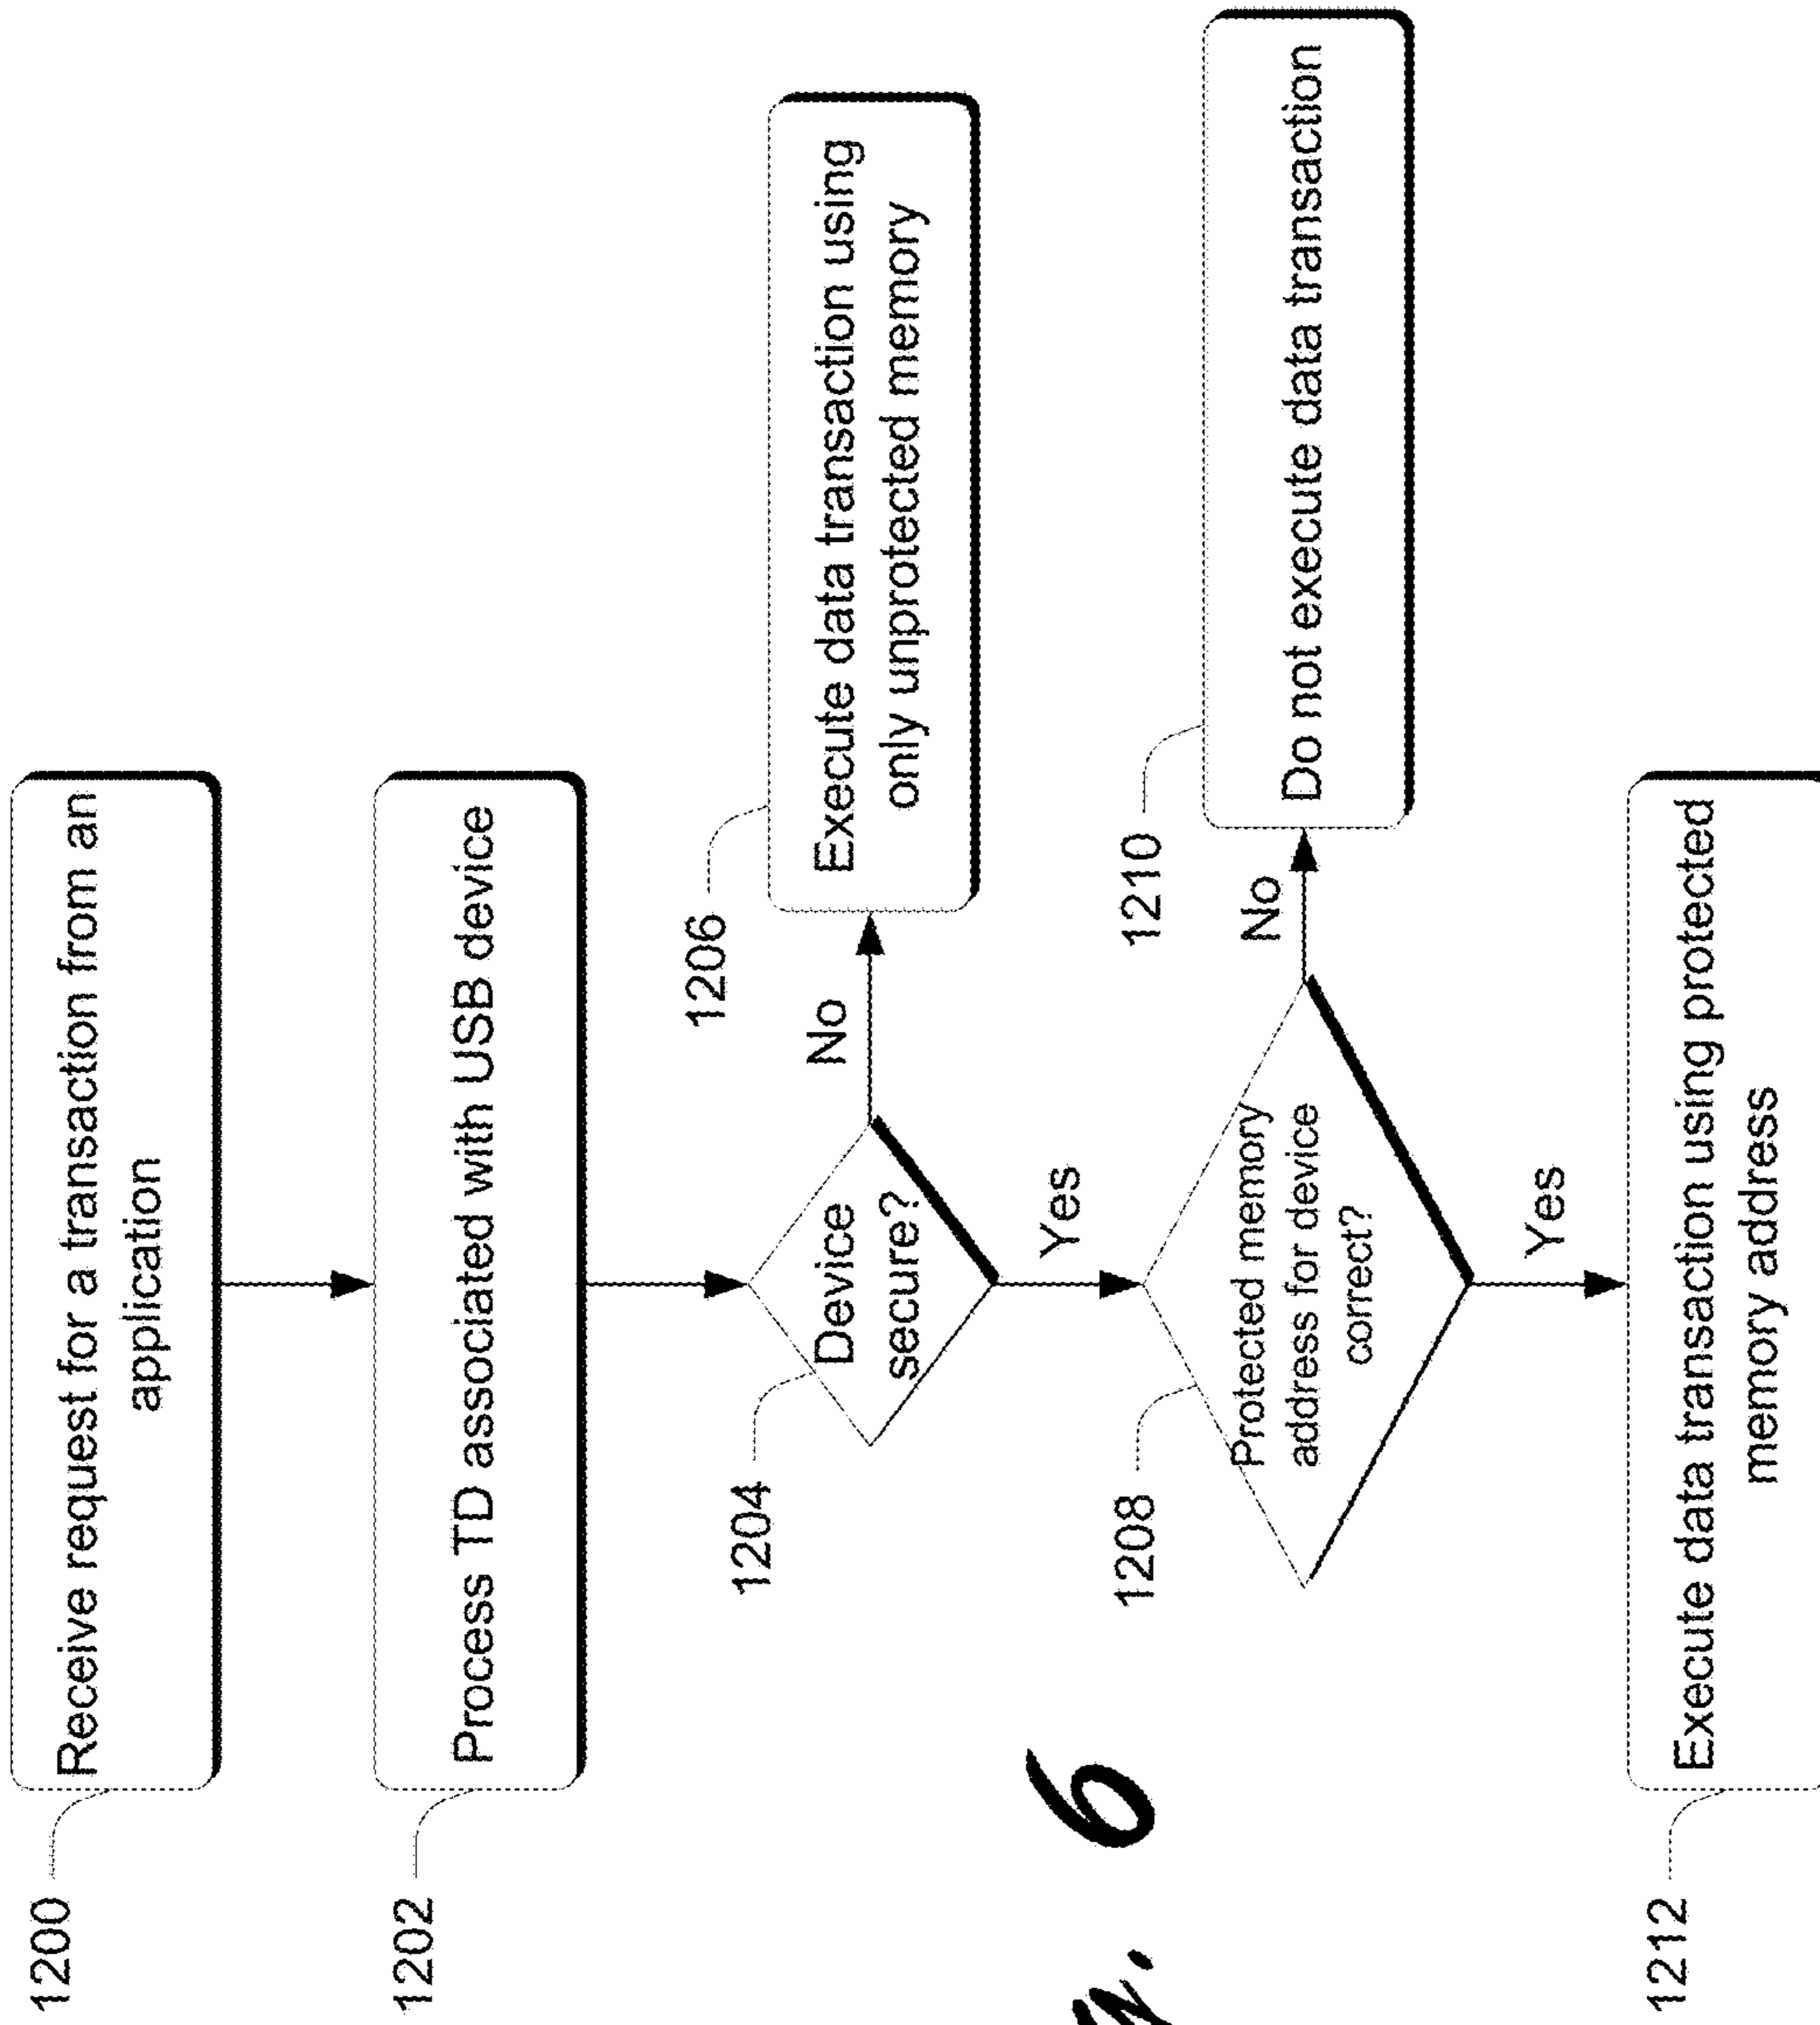 1200
Receive request for a transaction from an
application
1202
Process TD associated with USB device
1204
Device
secure?
No
1206
Execute data transaction using
only unprotected memory
Yes
1208
Protected memory
address for device
correct?
No
1210
Do not execute data transaction
Yes
1212
Execute data transaction using protected
memory address
6